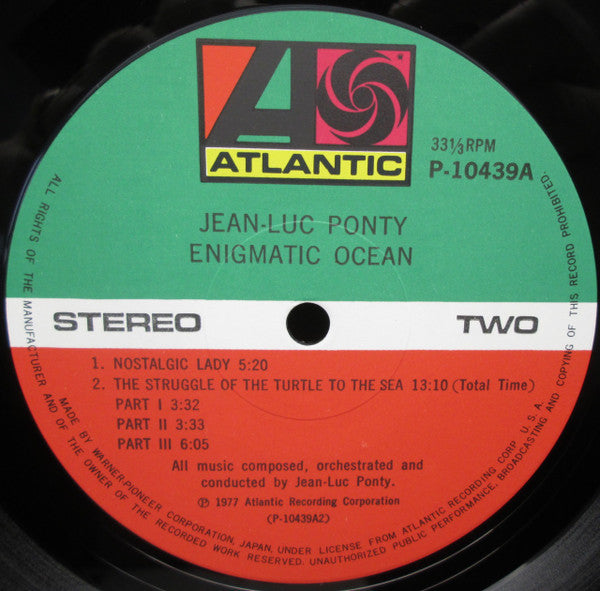 ATLANTIC
33⅓ RPM
P-10439A
JEAN-LUC PONTY
ENIGMATIC OCEAN
STEREO
TWO
1. NOSTALGIC LADY 5:20
2. THE STRUGGLE OF THE TURTLE TO THE SEA 13:10 (Total Time)
PART I 3:32
PART II 3:33
PART III 6:05
All music composed, orchestrated and
conducted by Jean-Luc Ponty.
℗ 1977 Atlantic Recording Corporation
(P-10439A2)
ALL RIGHTS OF THE MANUFACTURER AND OF THE OWNER OF THE RECORDED WORK RESERVED. UNAUTHORIZED PUBLIC PERFORMANCE, BROADCASTING AND COPYING OF THIS RECORD PROHIBITED.
MADE BY WARNER-PIONEER CORPORATION, JAPAN, UNDER LICENSE FROM ATLANTIC RECORDING CORP. U.S.A.